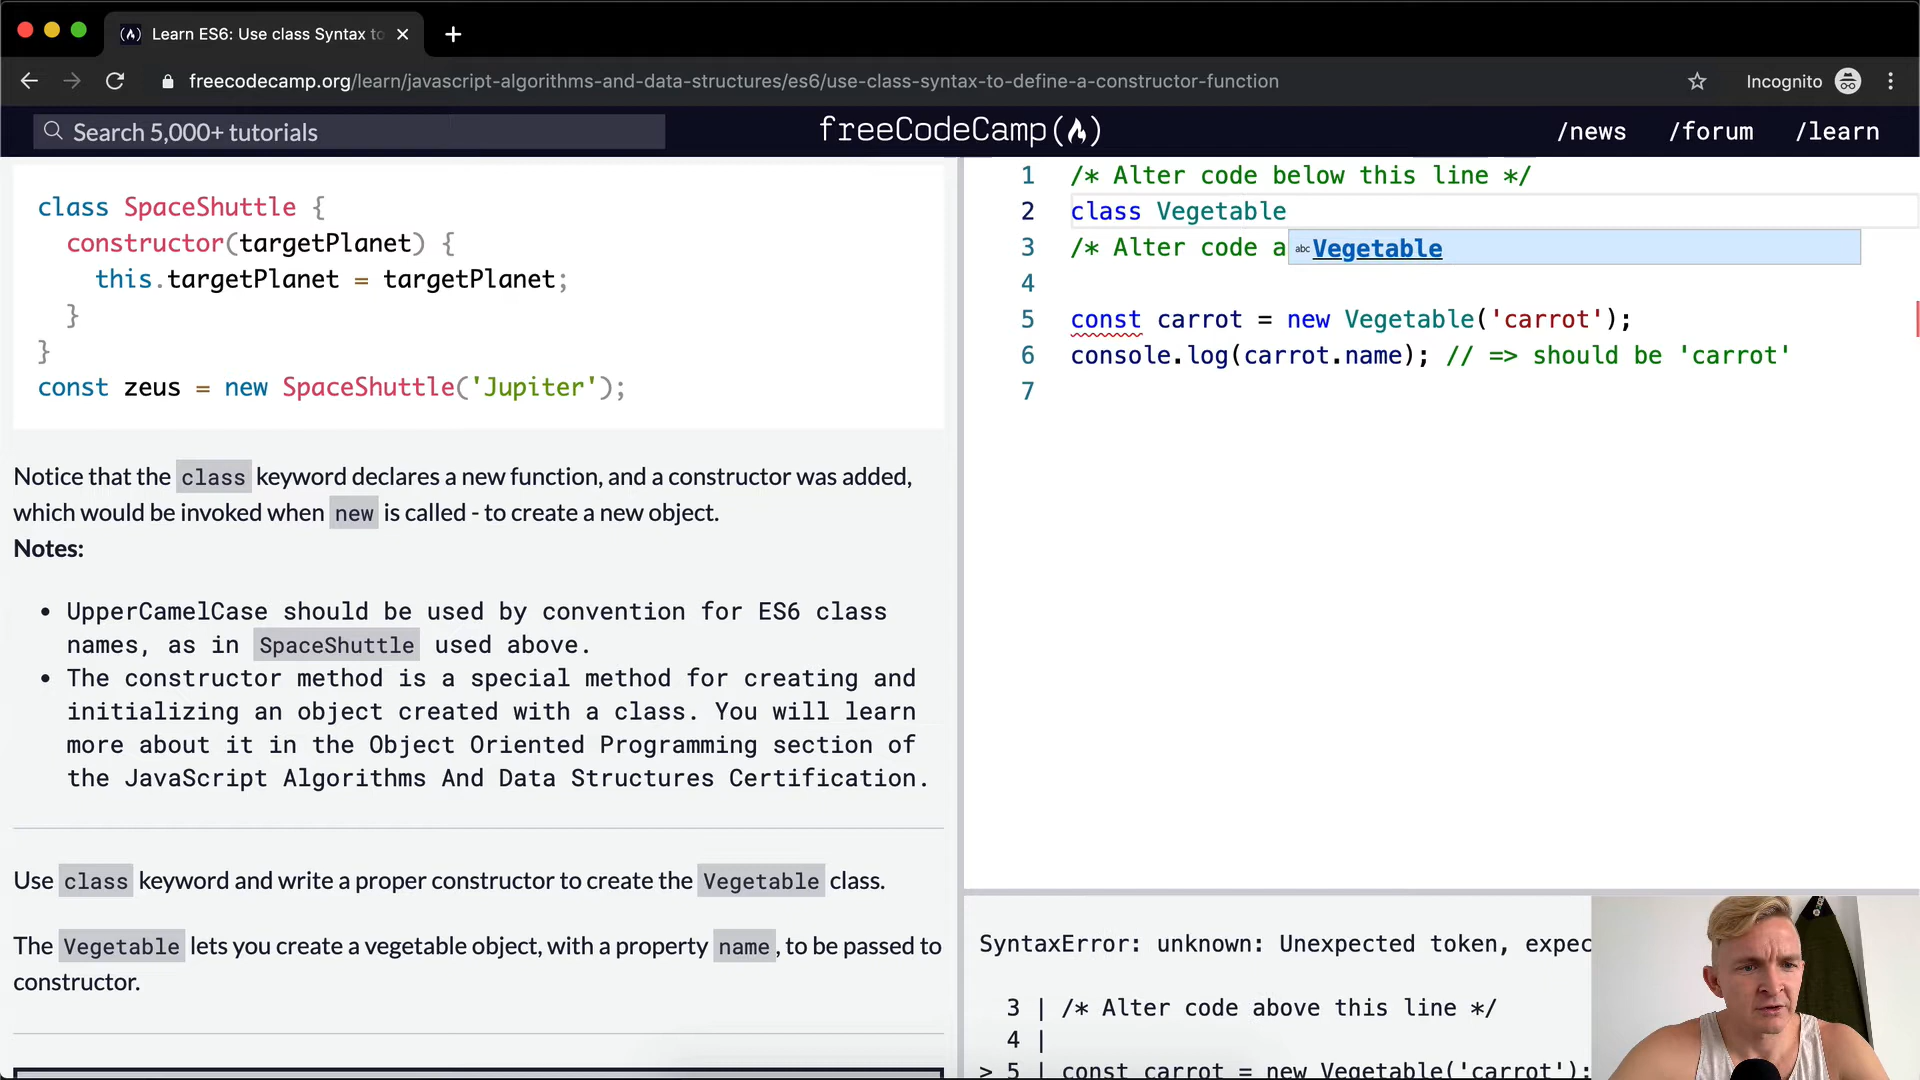 Learn ES6: Use class Syntax to
freecodecamp.org/learn/javascript-algorithms-and-data-structures/es6/use-class-syntax-to-define-a-constructor-function
Incognito
Search 5,000+ tutorials
freeCodeCamp
/news /forum /learn
class SpaceShuttle {
constructor(targetPlanet) {
this.targetPlanet = targetPlanet;
}
}
const zeus = new SpaceShuttle('Jupiter');
Notice that the class keyword declares a new function, and a constructor was added,
which would be invoked when new is called - to create a new object.
Notes:
• UpperCamelCase should be used by convention for ES6 class
names, as in SpaceShuttle used above.
• The constructor method is a special method for creating and
initializing an object created with a class. You will learn
more about it in the Object Oriented Programming section of
the JavaScript Algorithms And Data Structures Certification.
Use class keyword and write a proper constructor to create the Vegetable class.
The Vegetable lets you create a vegetable object, with a property name, to be passed to
constructor.
1 /* Alter code below this line */
2 class Vegetable
3 /* Alter code a
abc Vegetable
4
5 const carrot = new Vegetable('carrot');
6 console.log(carrot.name); // => should be 'carrot'
7
SyntaxError: unknown: Unexpected token, expec
3 | /* Alter code above this line */
4 |
> 5 | const carrot = new Vegetable('carrot');